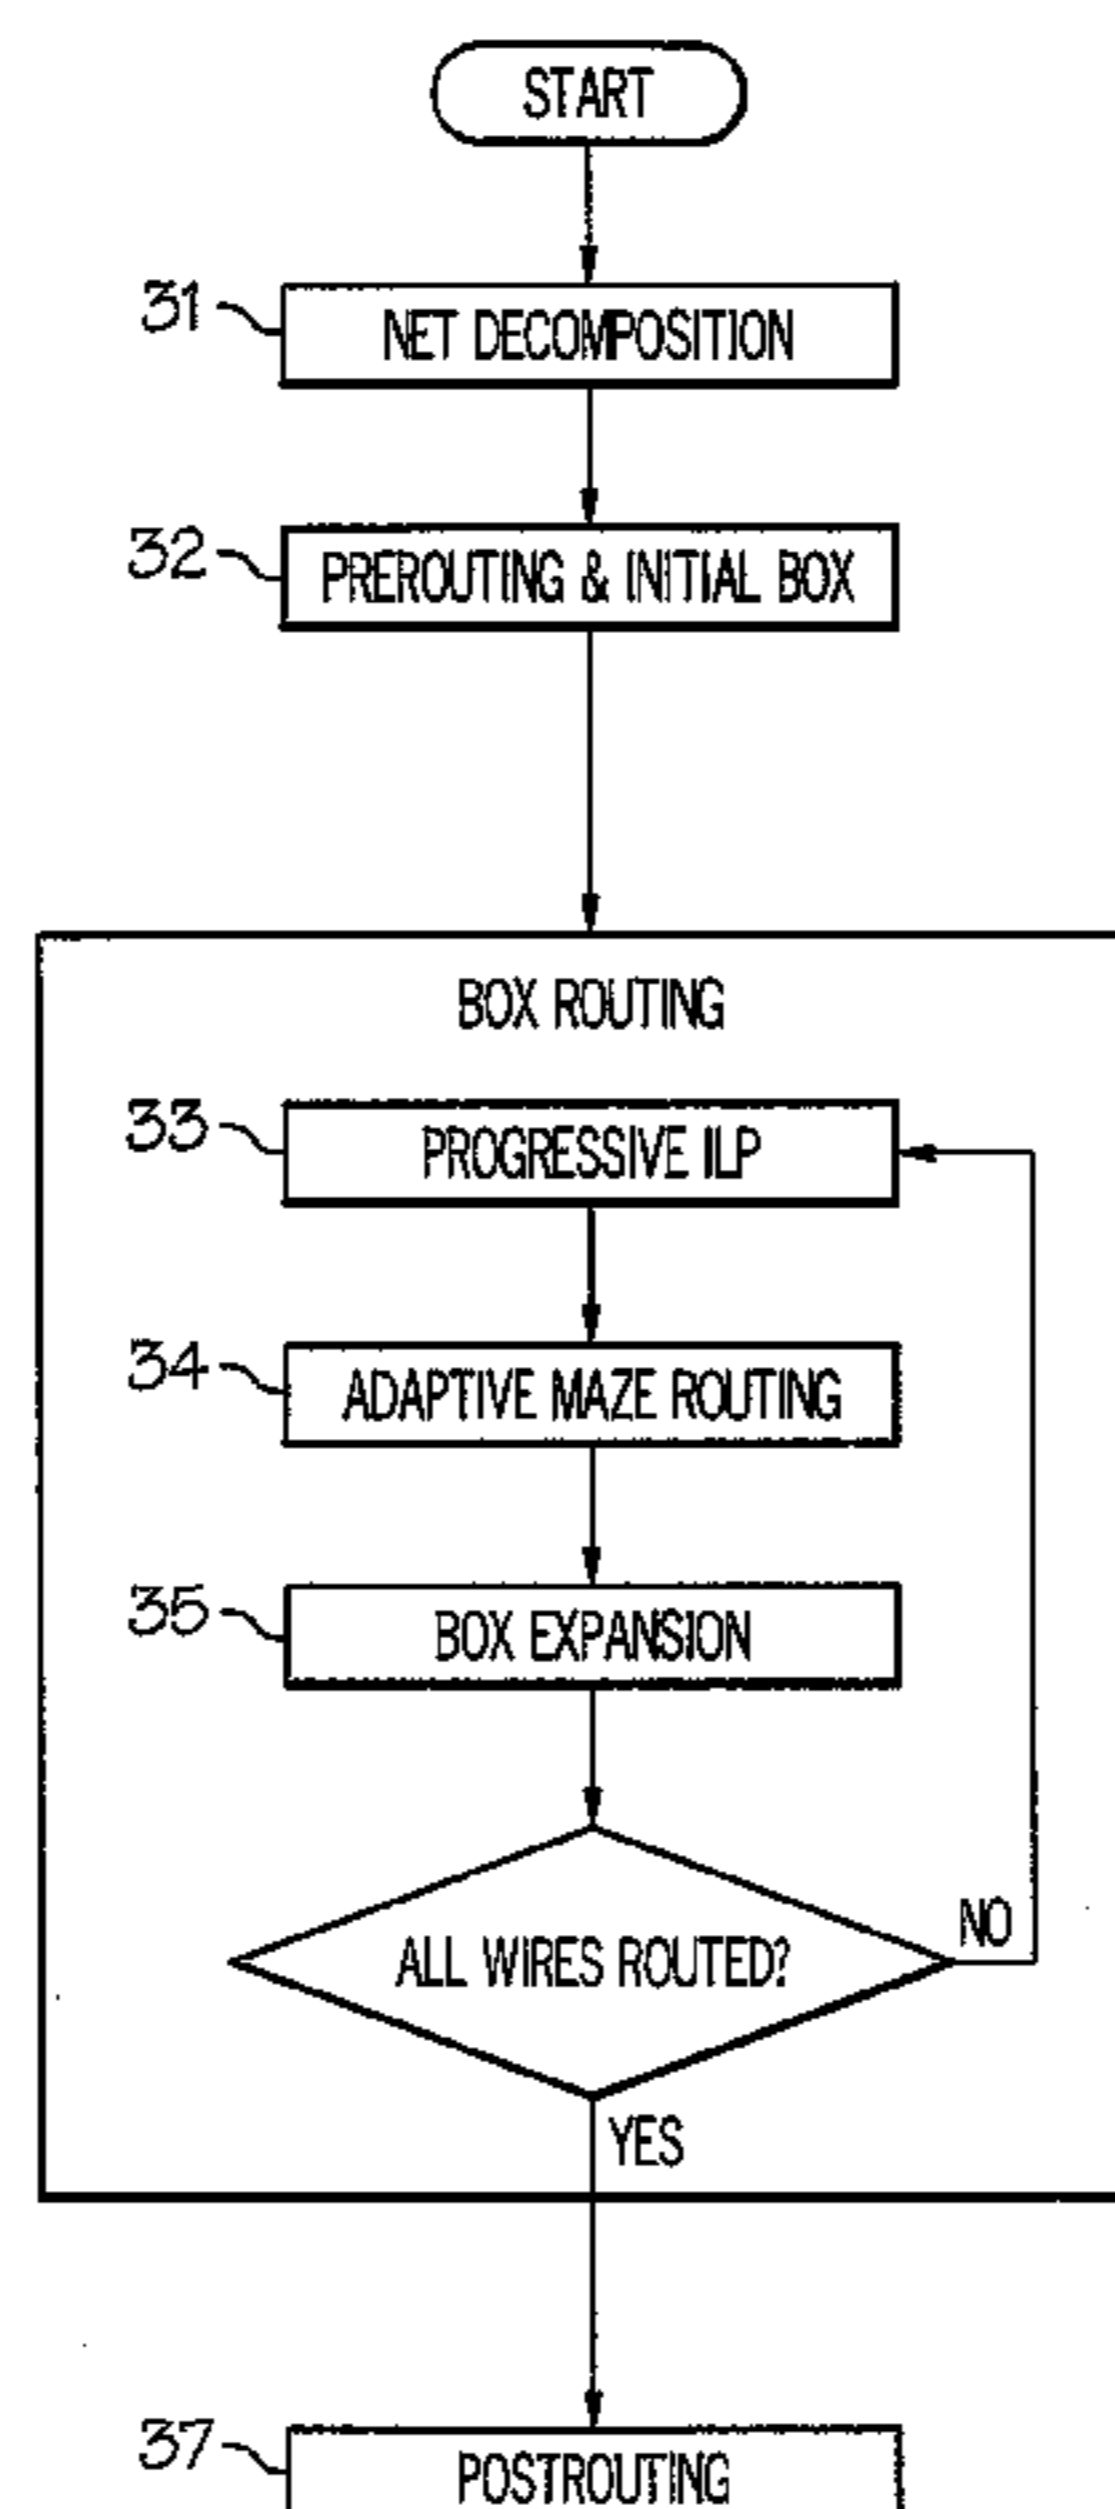 START
31 NET DECOMPOSITION
32 PREROUTING & INITIAL BOX
BOX ROUTING
33 PROGRESSIVE ILP
34 ADAPTIVE MAZE ROUTING
35 BOX EXPANSION
ALL WIRES ROUTED?
NO
YES
37 POSTROUTING